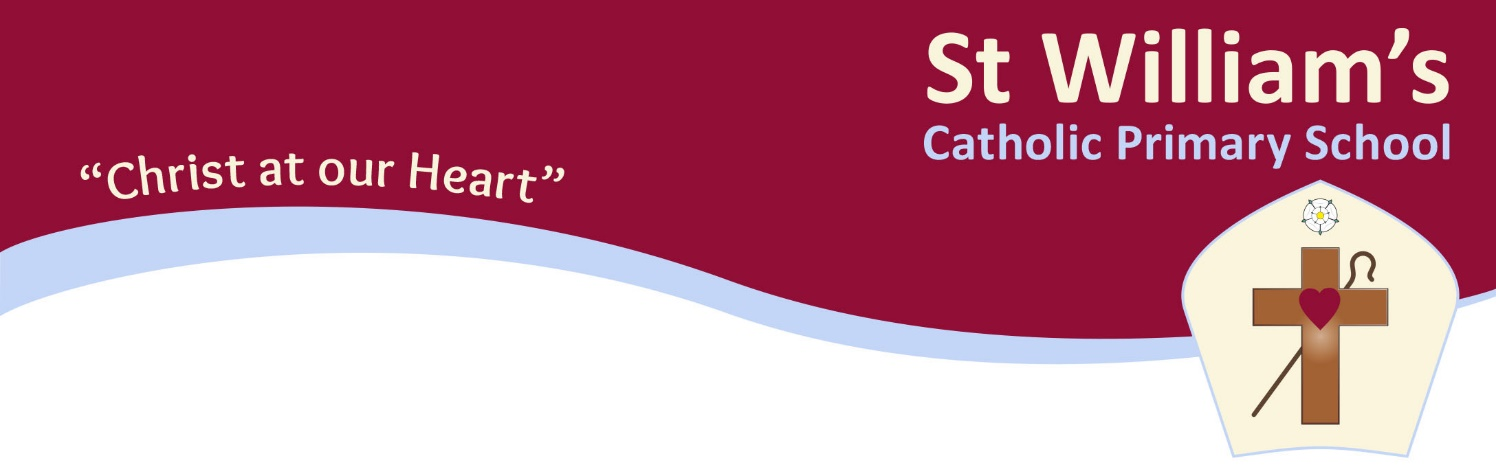 St William’s
Catholic Primary School
“Christ at our Heart”